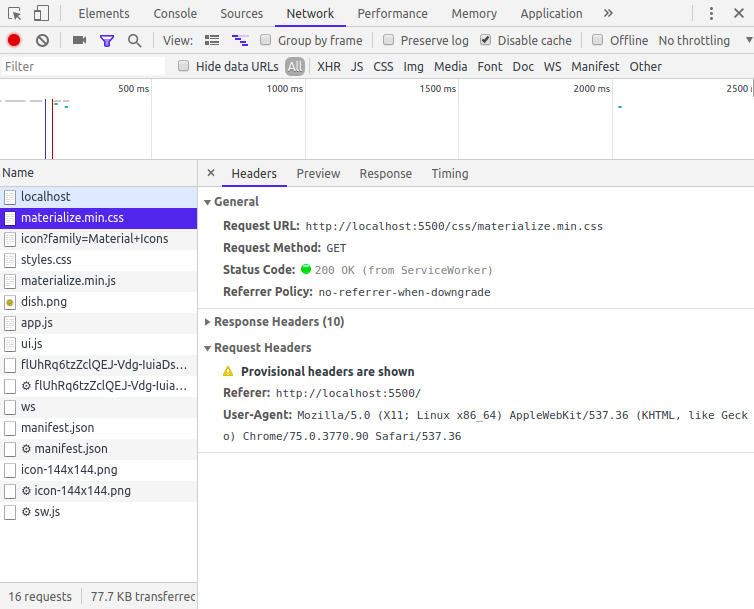 Elements Console Sources Network Performance Memory Application »
View: Group by frame Preserve log Disable cache Offline No throttling
Filter Hide data URLs All XHR JS CSS Img Media Font Doc WS Manifest Other
500 ms 1000 ms 1500 ms 2000 ms 2500
Name
localhost
materialize.min.css
icon?family=Material+Icons
styles.css
materialize.min.js
dish.png
app.js
ui.js
flUhRq6tzZclQEJ-Vdg-IuiaDs...
flUhRq6tzZclQEJ-Vdg-Iuia...
ws
manifest.json
manifest.json
icon-144x144.png
icon-144x144.png
sw.js
16 requests 77.7 KB transferred
× Headers Preview Response Timing
General
Request URL: http://localhost:5500/css/materialize.min.css
Request Method: GET
Status Code: 200 OK (from ServiceWorker)
Referrer Policy: no-referrer-when-downgrade
Response Headers (10)
Request Headers
Provisional headers are shown
Referer: http://localhost:5500/
User-Agent: Mozilla/5.0 (X11; Linux x86_64) AppleWebKit/537.36 (KHTML, like Geck
o) Chrome/75.0.3770.90 Safari/537.36